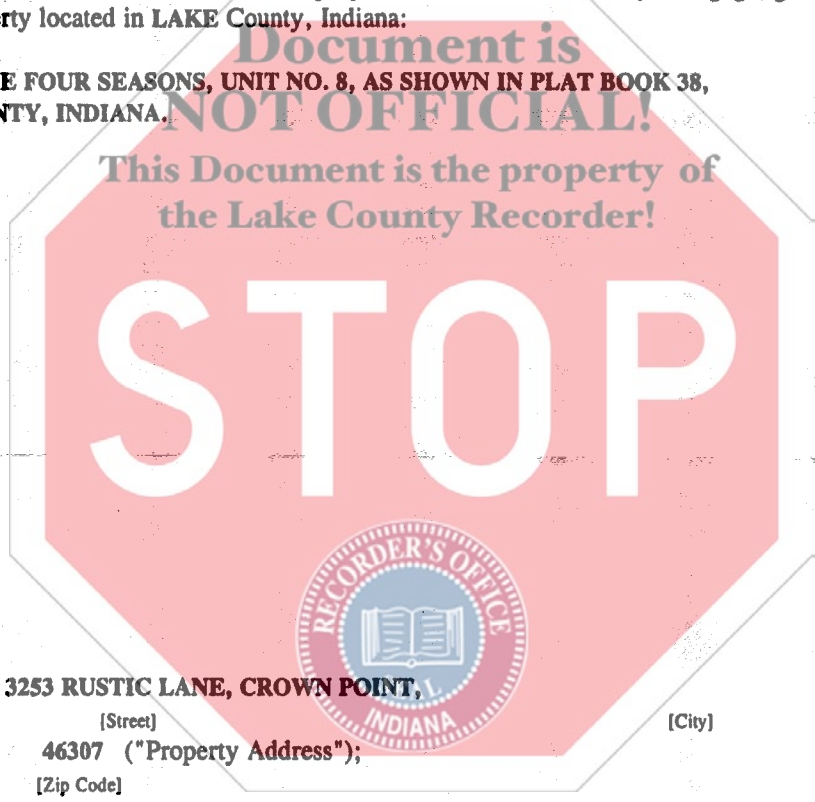 rty located in LAKE County, Indiana:
Document is
E FOUR SEASONS, UNIT NO. 8, AS SHOWN IN PLAT BOOK 38,
NTY, INDIANA.
NOT OFFICIAL!
This Document is the property of
the Lake County Recorder!
STOP
RECORDER'S OFFICE
3253 RUSTIC LANE, CROWN POINT,
INDIANA
[Street] [City]
46307 ("Property Address");
[Zip Code]